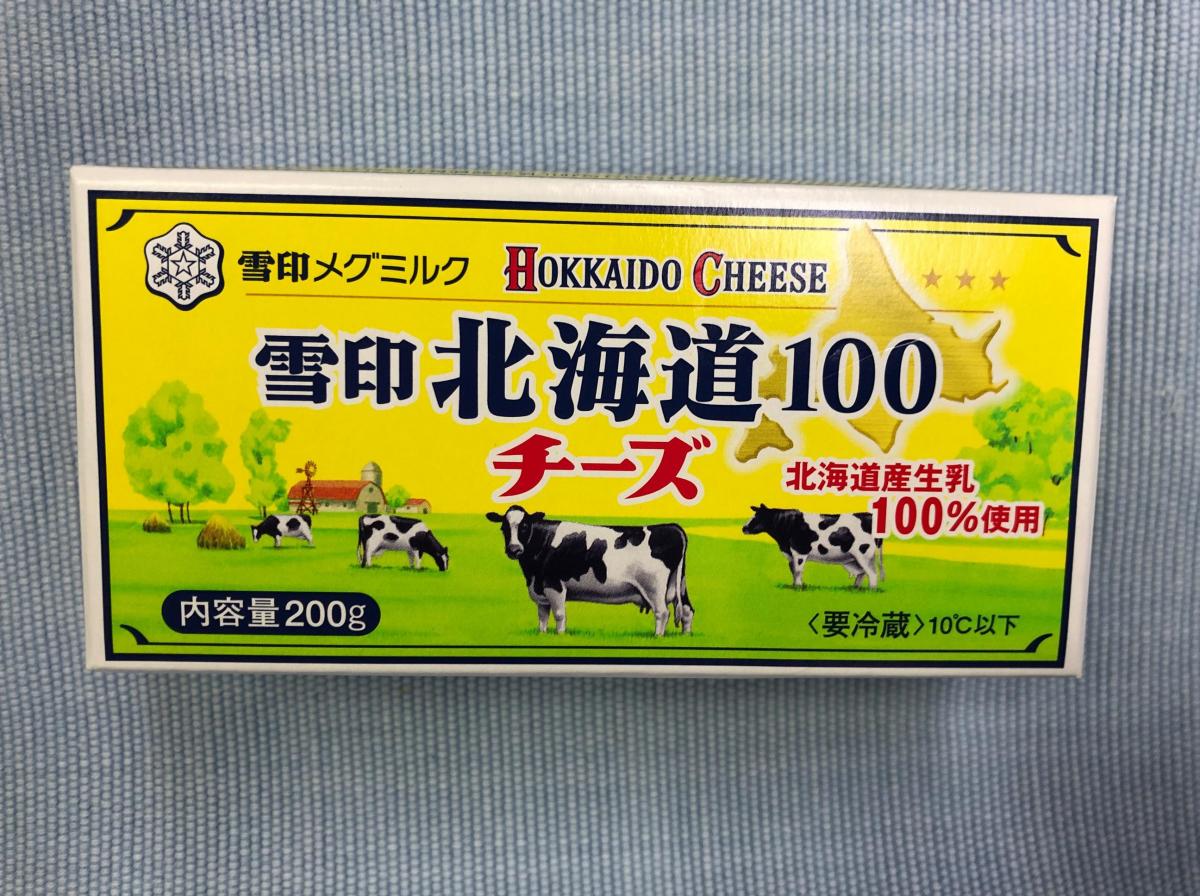 雪印メグミルク HOKKAIDO CHEESE
雪印 北海道100
チーズ
北海道産生乳
100%使用
内容量200g
〈要冷蔵〉10℃以下